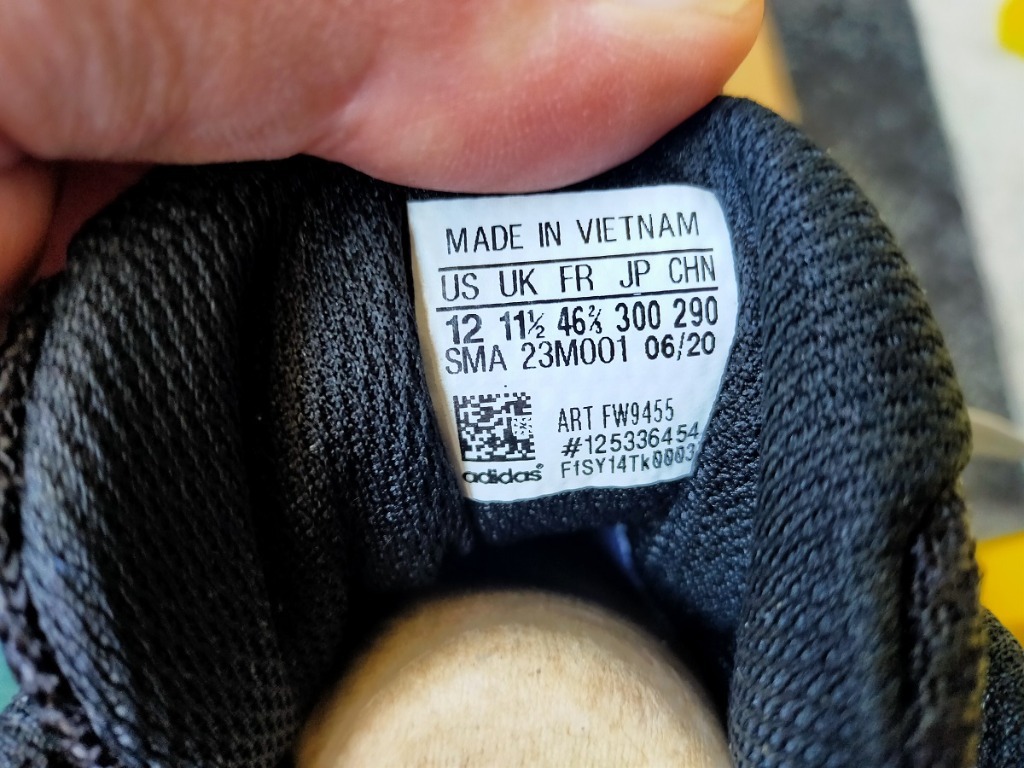 MADE IN VIETNAM
US UK FR JP CHN
12 11½ 46⅔ 300 290
SMA 23M001 06/20
ART FW9455
#125336454
adidas® FfSY14Tk0003